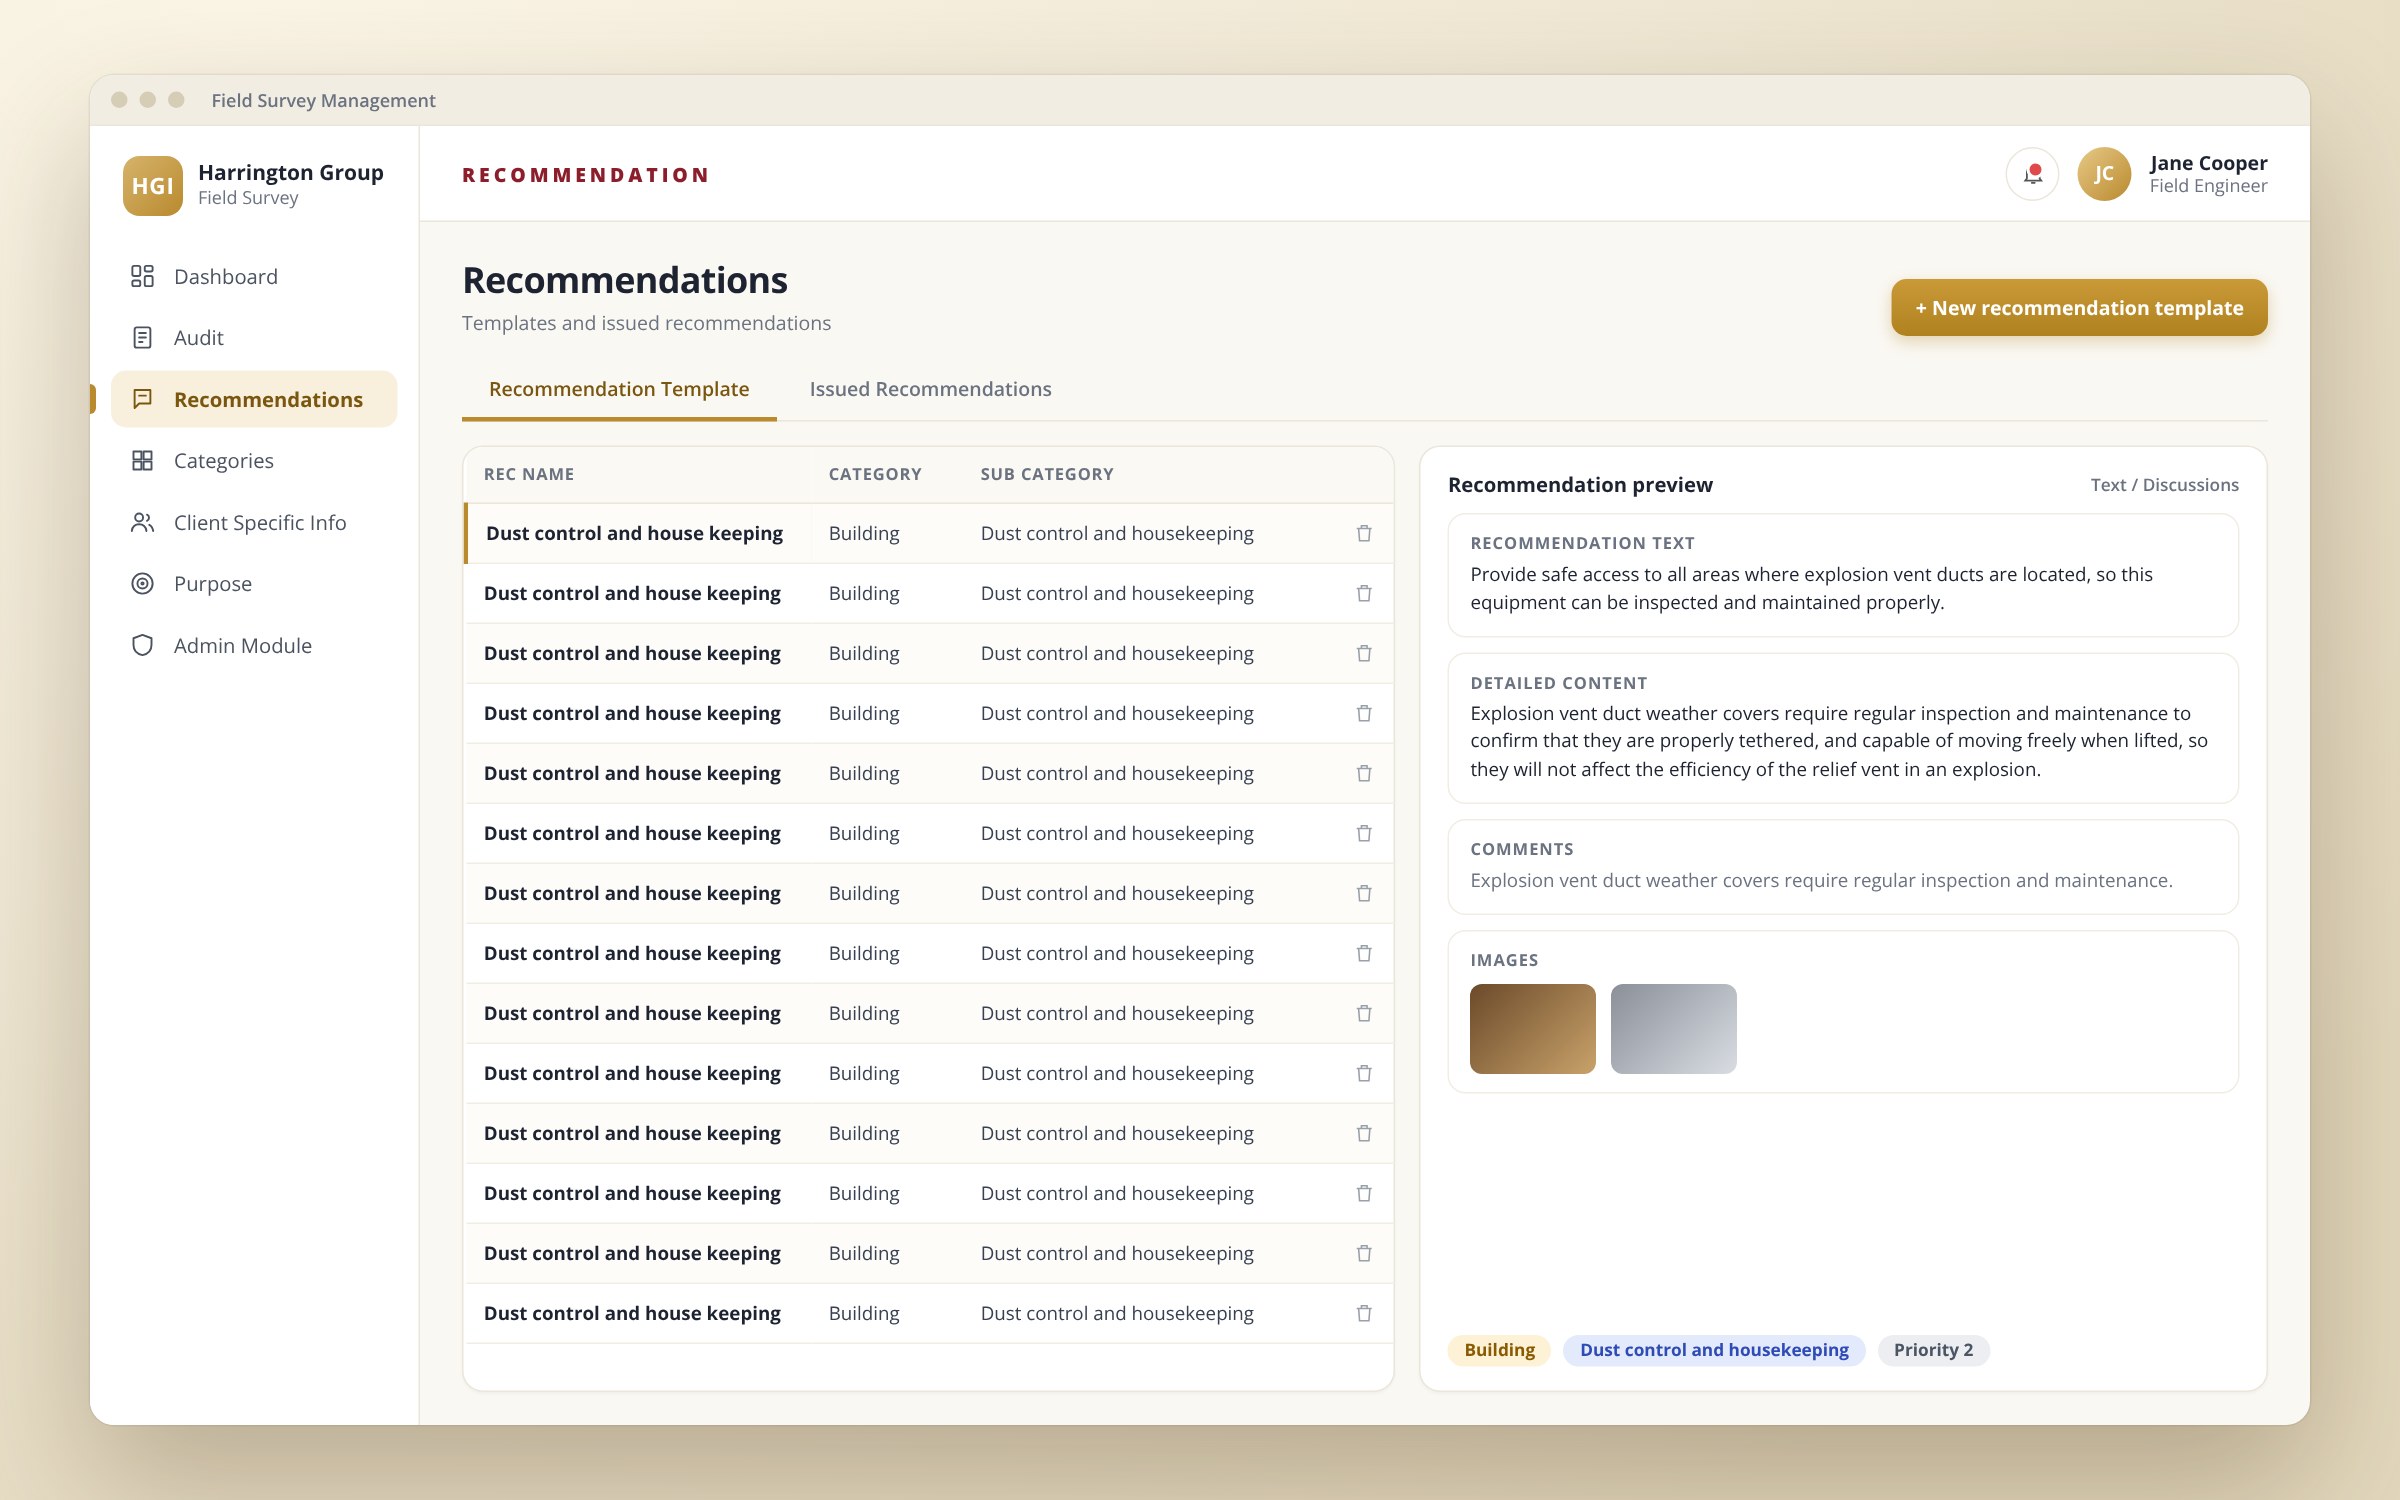 Field Survey Management
HGI
Harrington Group
Field Survey
Dashboard
Audit
Recommendations
Categories
Client Specific Info
Purpose
Admin Module
RECOMMENDATION
JC
Jane Cooper
Field Engineer
Recommendations
Templates and issued recommendations
+ New recommendation template
Recommendation Template
Issued Recommendations
REC NAME CATEGORY SUB CATEGORY
Dust control and house keeping Building Dust control and housekeeping
Dust control and house keeping Building Dust control and housekeeping
Dust control and house keeping Building Dust control and housekeeping
Dust control and house keeping Building Dust control and housekeeping
Dust control and house keeping Building Dust control and housekeeping
Dust control and house keeping Building Dust control and housekeeping
Dust control and house keeping Building Dust control and housekeeping
Dust control and house keeping Building Dust control and housekeeping
Dust control and house keeping Building Dust control and housekeeping
Dust control and house keeping Building Dust control and housekeeping
Dust control and house keeping Building Dust control and housekeeping
Dust control and house keeping Building Dust control and housekeeping
Dust control and house keeping Building Dust control and housekeeping
Dust control and house keeping Building Dust control and housekeeping
Recommendation preview
Text / Discussions
RECOMMENDATION TEXT
Provide safe access to all areas where explosion vent ducts are located, so this
equipment can be inspected and maintained properly.
DETAILED CONTENT
Explosion vent duct weather covers require regular inspection and maintenance to
confirm that they are properly tethered, and capable of moving freely when lifted, so
they will not affect the efficiency of the relief vent in an explosion.
COMMENTS
Explosion vent duct weather covers require regular inspection and maintenance.
IMAGES
Building
Dust control and housekeeping
Priority 2